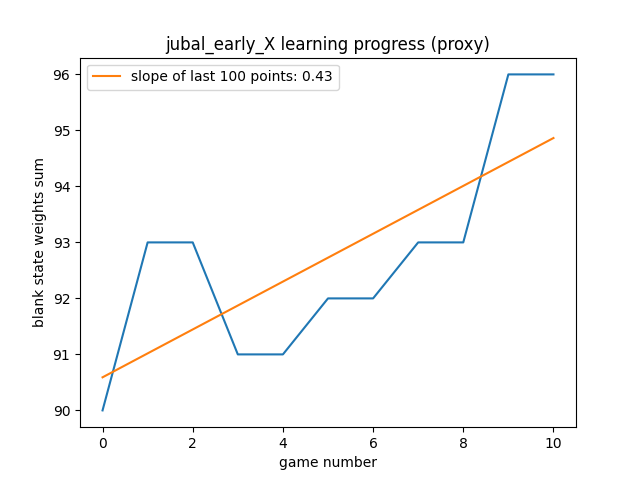 jubal_early_X learning progress (proxy)
slope of last 100 points: 0.43
96
95
94
93
92
91
90
blank state weights sum
0 2 4 6 8 10
game number